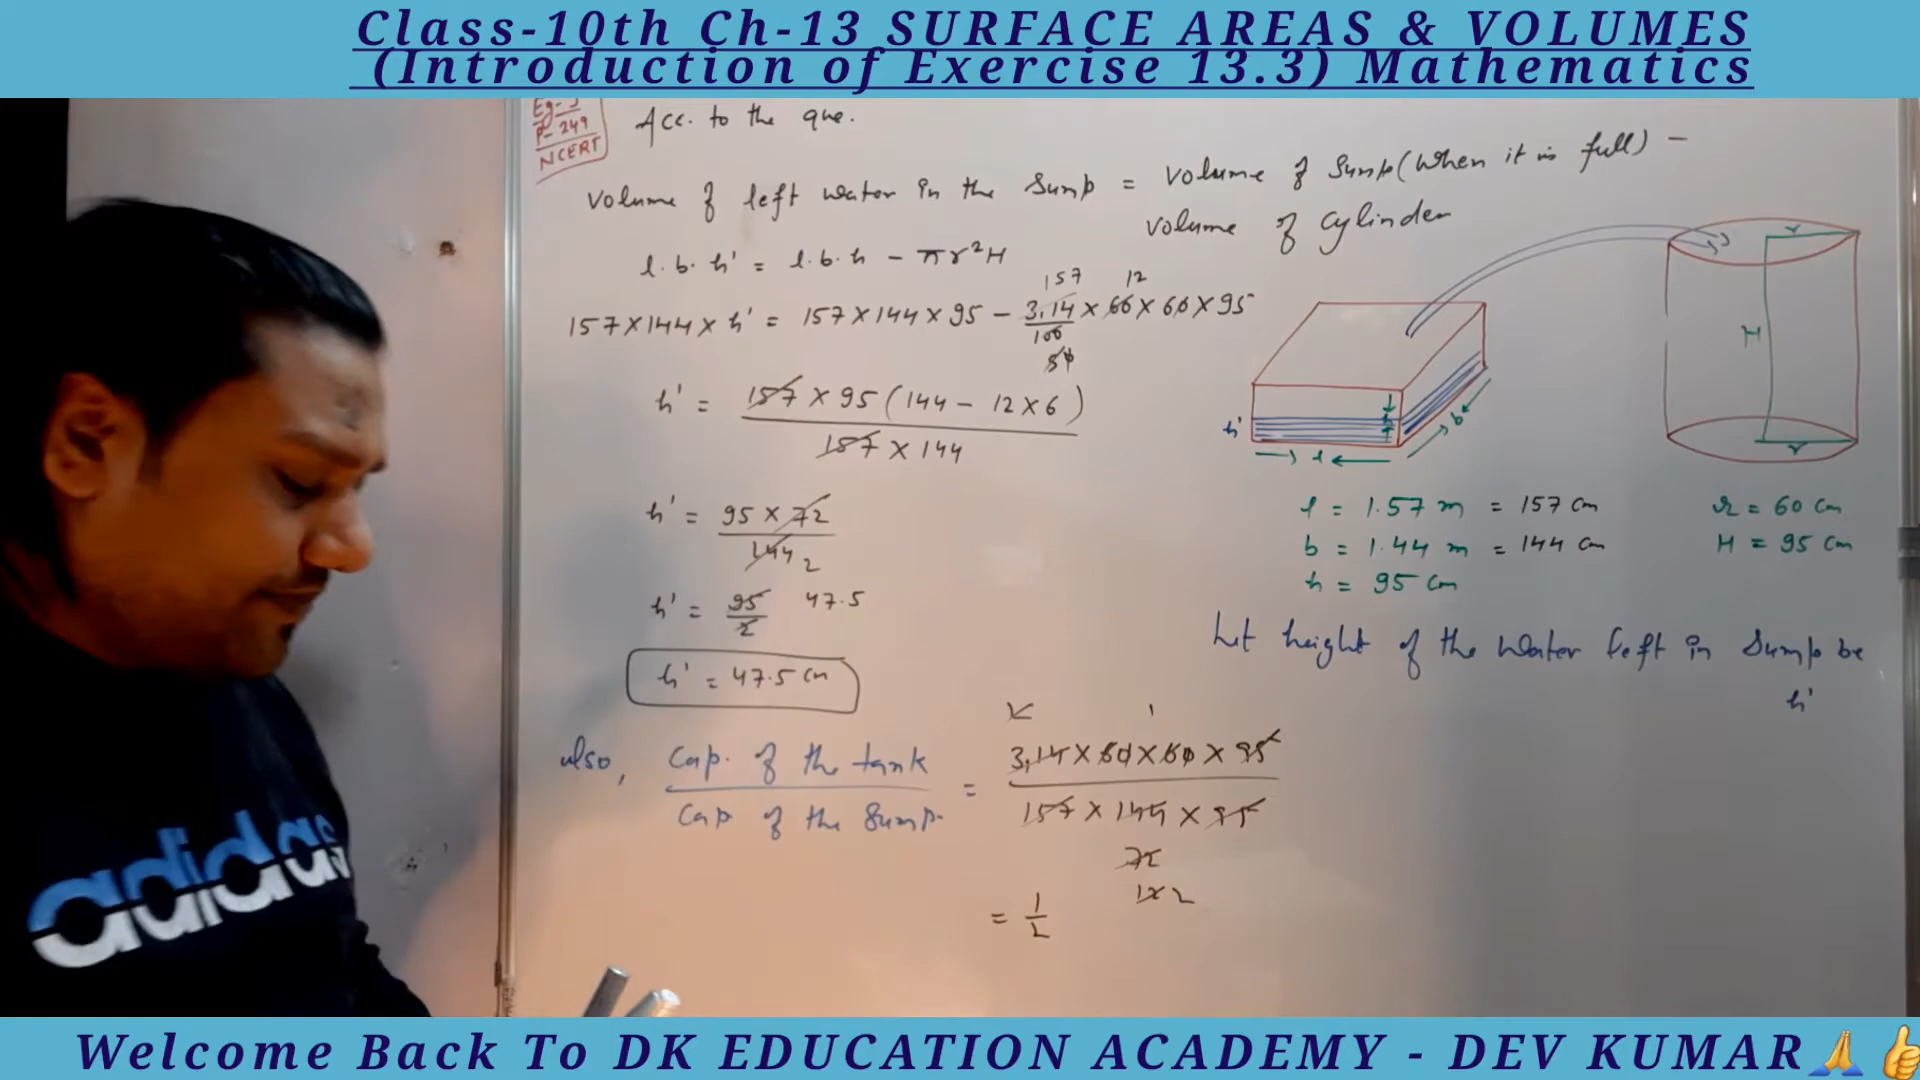 Class-10th Ch-13 SURFACE AREAS & VOLUMES
(Introduction of Exercise 13.3) Mathematics
Eg-5
P-249
NCERT
Acc. to the que.
Volume of left water in the Sump = Volume of Sump (When it is full) -
Volume of Cylinder
l.b.h' = l.b.h - πr²H
157 12
157×144×h' = 157×144×95 - 3.14×60×60×95
100
50
h' = 157×95(144-12×6)
157×144
h' = 95×72
144 2
h' = 95 47.5
2
h' = 47.5 cm
also, Cap. of the tank = 3.14×60×60×95
Cap of the Sump. 157×144×95
72
12 2
= 1
2
r
H
h'
h
b
l
r
l = 1.57 m = 157 cm
b = 1.44 m = 144 cm
h = 95 cm
r = 60 cm
H = 95 cm
Let height of the Water left in Sump be
h'
adidas
Welcome Back To DK EDUCATION ACADEMY - DEV KUMAR🙏👍